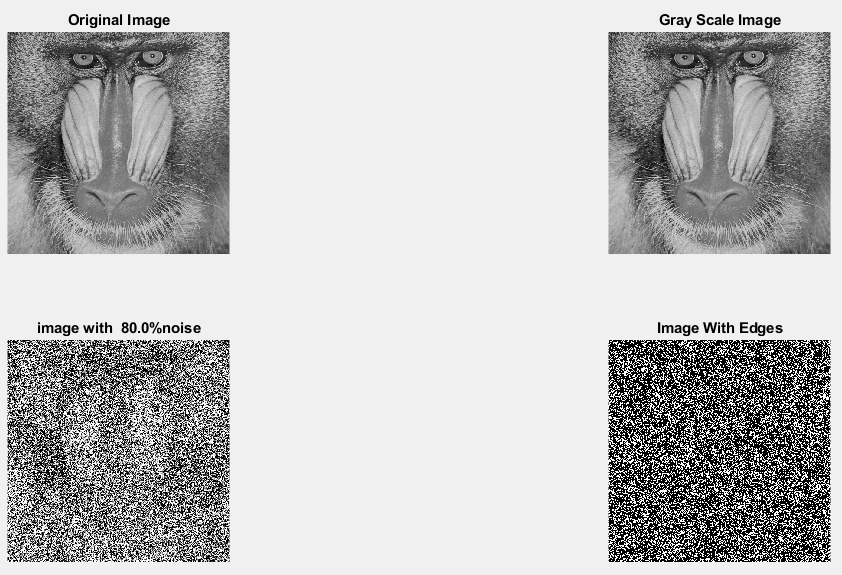 Original Image
Gray Scale Image
image with  80.0%noise
Image With Edges